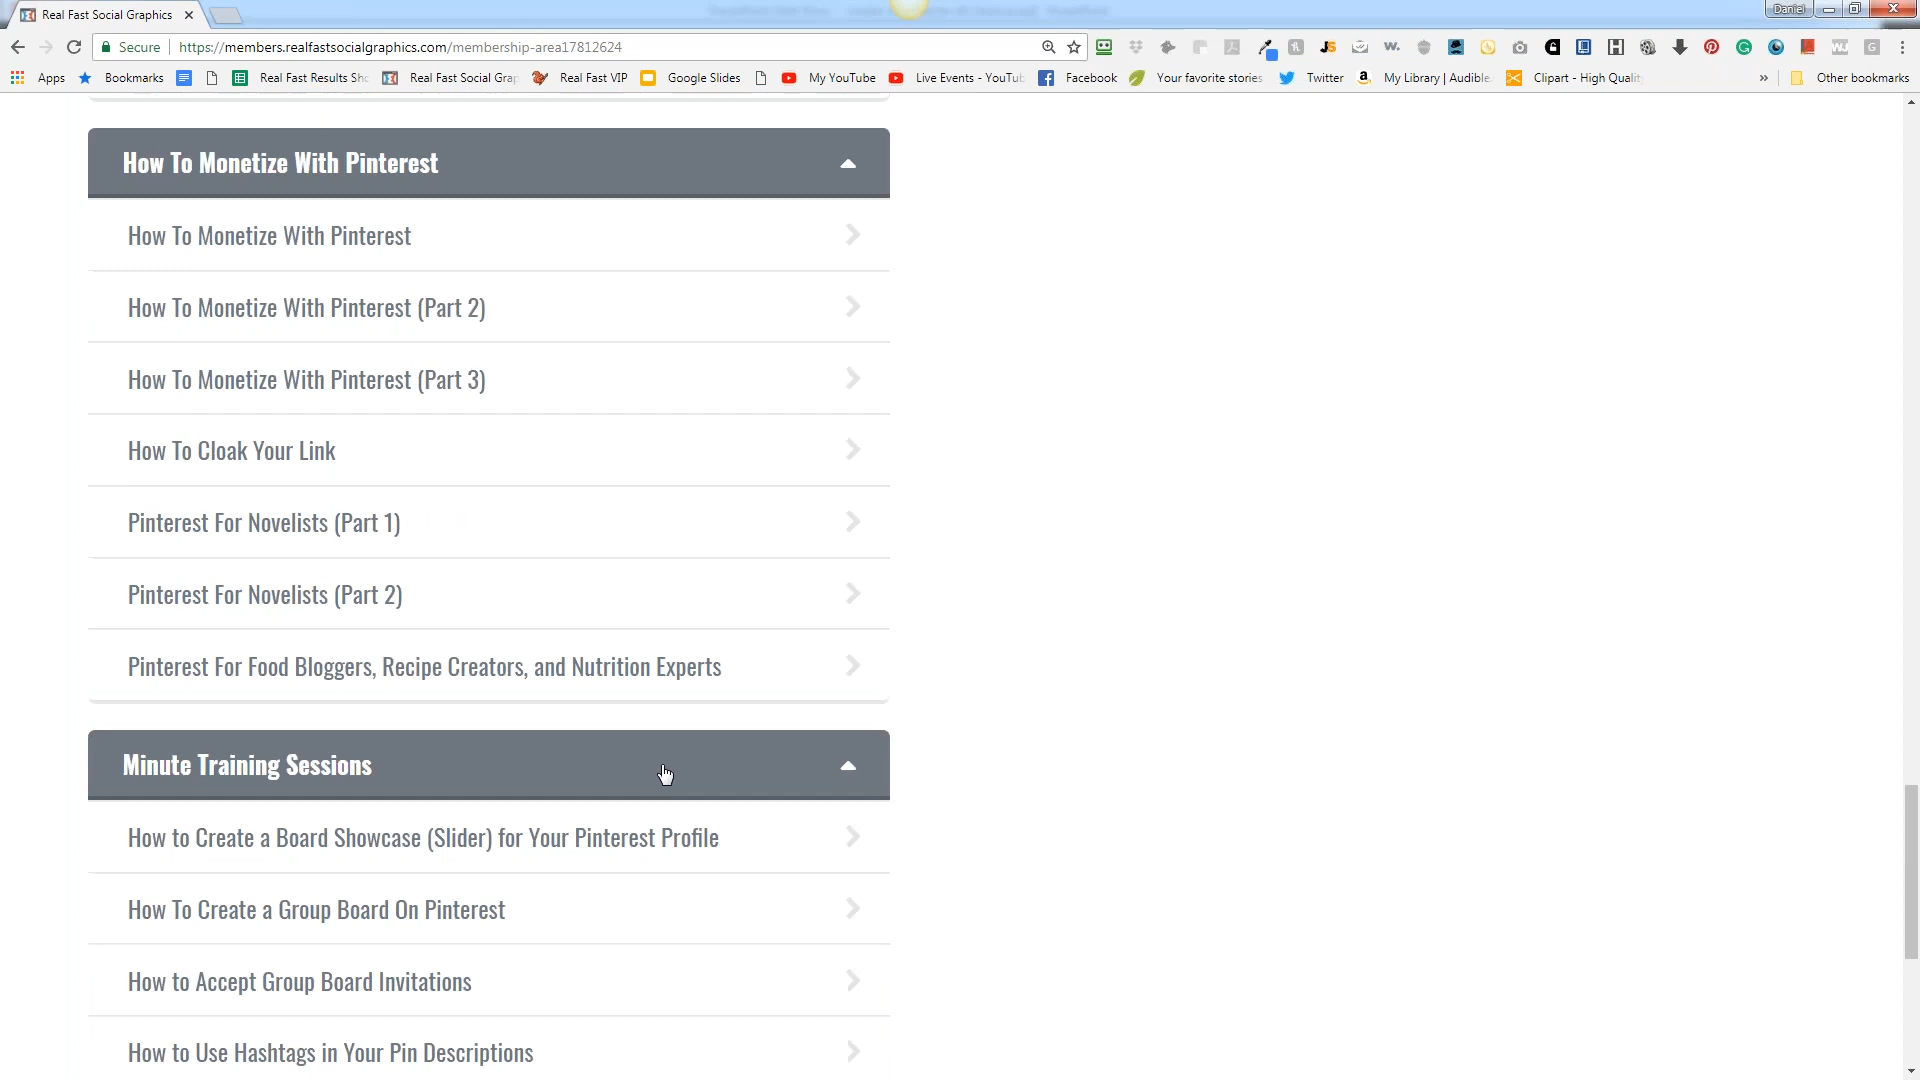 Real Fast Social Graphics
Daniel
Secure
https://members.realfastsocialgraphics.com/membership-area17812624
Apps
Bookmarks
Real Fast Results Sho
Real Fast Social Grap
Real Fast VIP
Google Slides
My YouTube
Live Events - YouTub
Facebook
Your favorite stories
Twitter
My Library | Audible
Clipart - High Qualit
»
Other bookmarks
How To Monetize With Pinterest
How To Monetize With Pinterest
How To Monetize With Pinterest (Part 2)
How To Monetize With Pinterest (Part 3)
How To Cloak Your Link
Pinterest For Novelists (Part 1)
Pinterest For Novelists (Part 2)
Pinterest For Food Bloggers, Recipe Creators, and Nutrition Experts
Minute Training Sessions
How to Create a Board Showcase (Slider) for Your Pinterest Profile
How To Create a Group Board On Pinterest
How to Accept Group Board Invitations
How to Use Hashtags in Your Pin Descriptions